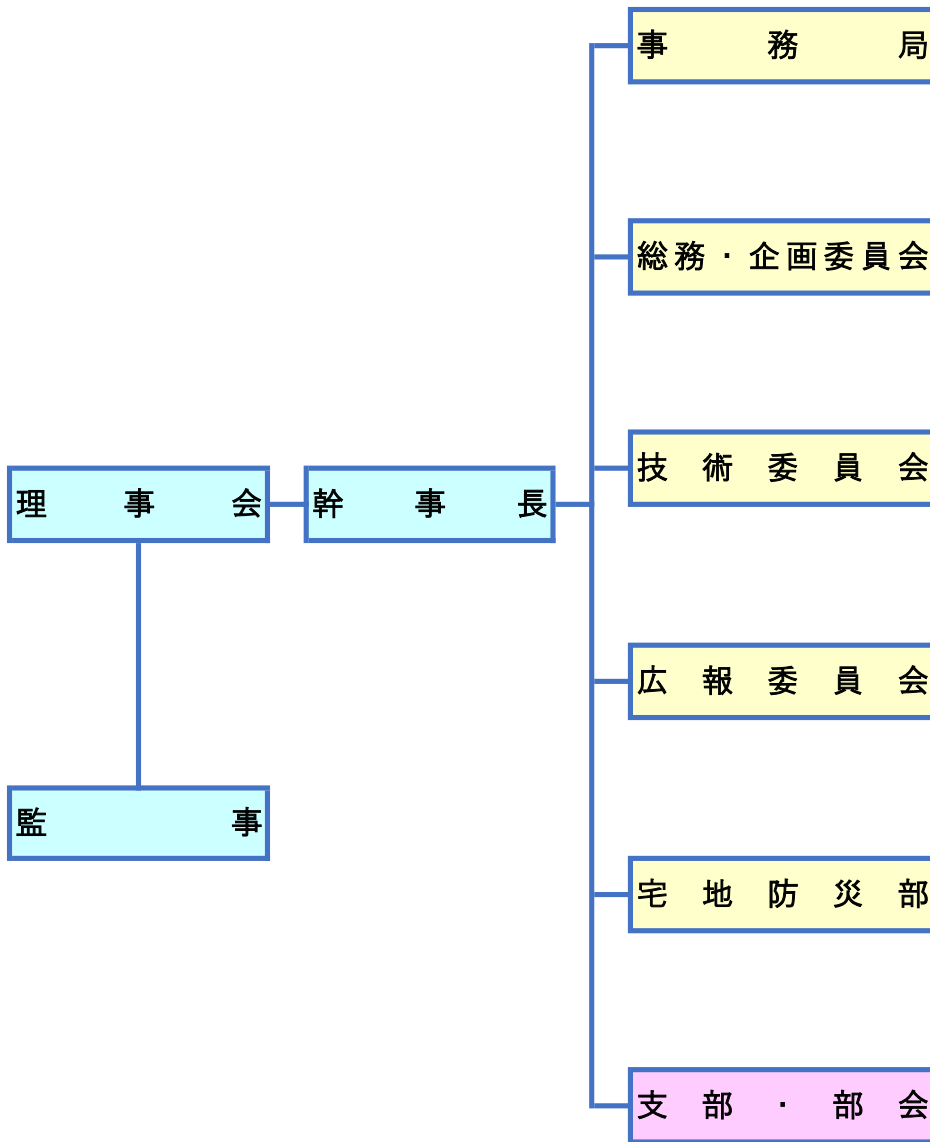 事務局
総務・企画委員会
技術委員会
理事会
幹事長
広報委員会
監事
宅地防災部
支部・部会